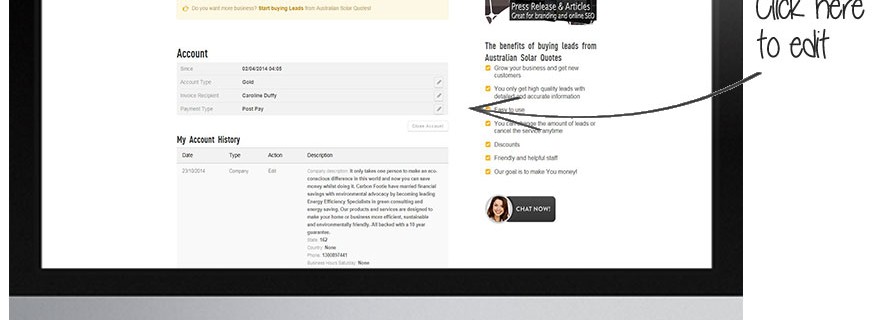 Do you want more business? Start buying Leads from Australian Solar Quotes!
Press Release & Articles
Great for branding and online SEO
Click here
to edit
Account
Since 02/04/2014 04:05
Account Type Gold
Invoice Recipient Caroline Duffy
Payment Type Post Pay
Close Account
My Account History
Date Type Action Description
23/10/2014 Company Edit Company description: It only takes one person to make an eco-
conscious difference in this world and now you can save
money whilst doing it. Carbon Footie have married financial
savings with environmental advocacy by becoming leading
Energy Efficiency Specialists in green consulting and
energy saving. Our products and services are designed to
make your home or business more efficient, sustainable
and environmentally friendly. All backed with a 10 year
guarantee.
State: 162
Country: None
Phone: 1300897441
Business Hours Saturday: None
The benefits of buying leads from
Australian Solar Quotes
Grow your business and get new
customers.
You only get high quality leads with
detailed and accurate information
Easy to use
You can change the amount of leads or
cancel the service anytime
Discounts
Friendly and helpful staff
Our goal is to make You money!
CHAT NOW!